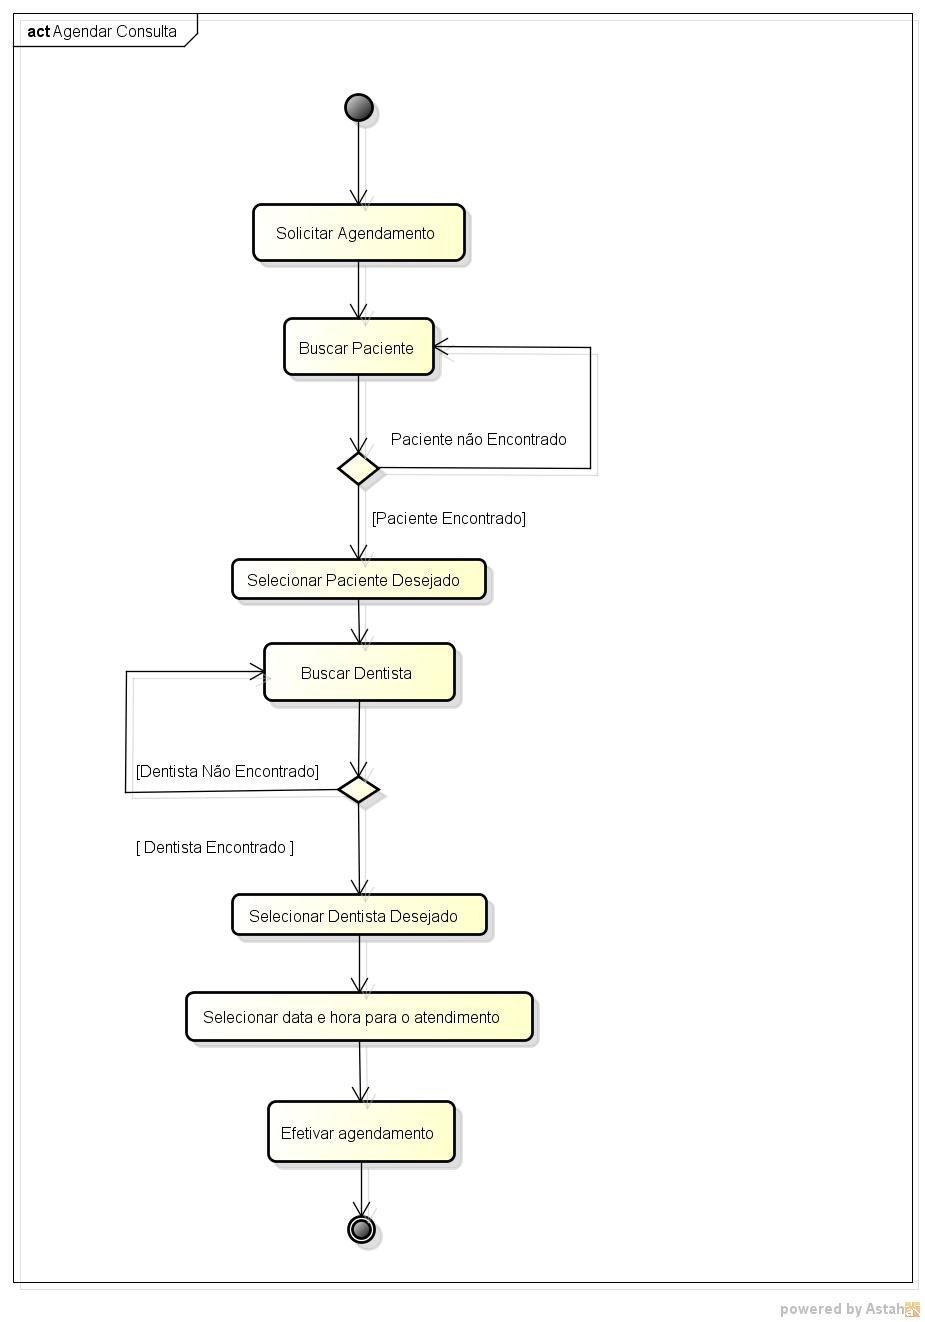 act Agendar Consulta
Solicitar Agendamento
Buscar Paciente
Paciente não Encontrado
[Paciente Encontrado]
Selecionar Paciente Desejado
Buscar Dentista
[Dentista Não Encontrado]
[ Dentista Encontrado ]
Selecionar Dentista Desejado
Selecionar data e hora para o atendimento
Efetivar agendamento
powered by Astah